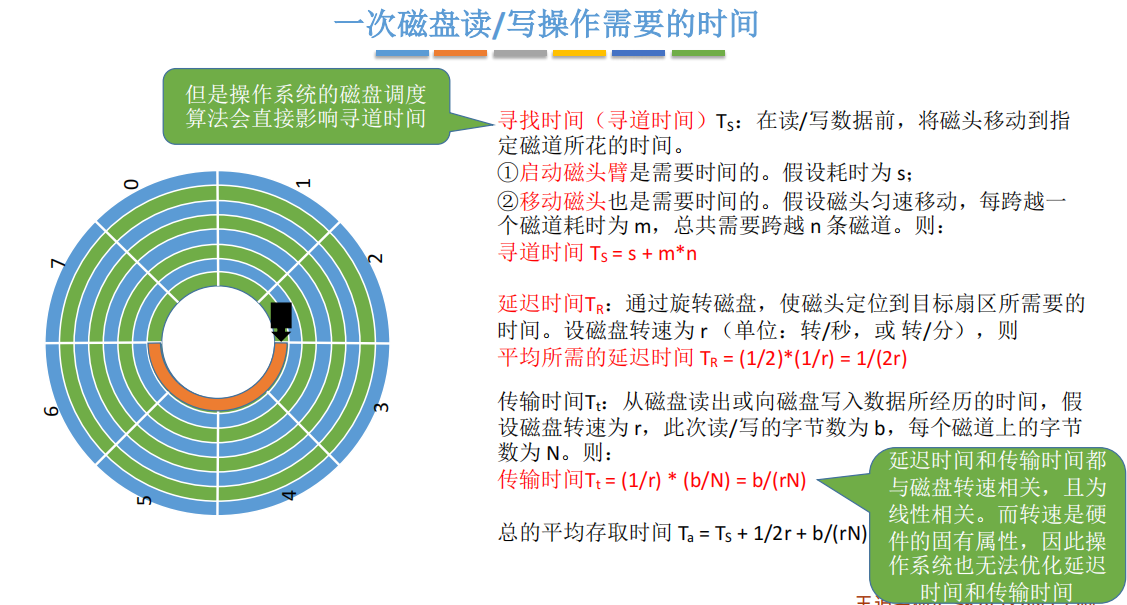 一次磁盘读/写操作需要的时间
但是操作系统的磁盘调度
算法会直接影响寻道时间
寻找时间（寻道时间）TS：在读/写数据前，将磁头移动到指
定磁道所花的时间。
①启动磁头臂是需要时间的。假设耗时为 s；
②移动磁头也是需要时间的。假设磁头匀速移动，每跨越一
个磁道耗时为 m，总共需要跨越 n 条磁道。则：
寻道时间 TS = s + m*n
延迟时间TR：通过旋转磁盘，使磁头定位到目标扇区所需要的
时间。设磁盘转速为 r （单位：转/秒，或 转/分），则
平均所需的延迟时间 TR = (1/2)*(1/r) = 1/(2r)
传输时间Tt：从磁盘读出或向磁盘写入数据所经历的时间，假
设磁盘转速为 r，此次读/写的字节数为 b，每个磁道上的字节
数为 N。则：
传输时间Tt = (1/r) * (b/N) = b/(rN)
总的平均存取时间 Ta = TS + 1/2r + b/(rN)
延迟时间和传输时间都
与磁盘转速相关，且为
线性相关。而转速是硬
件的固有属性，因此操
作系统也无法优化延迟
时间和传输时间
0
1
2
3
4
5
6
7